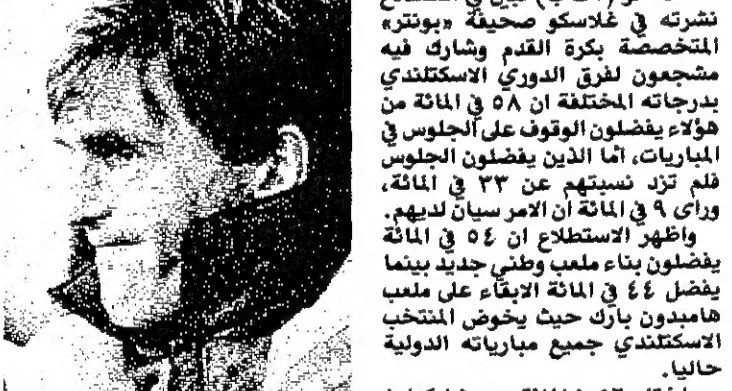 نشرته في غلاسكو صحيفة «بونتر»
المتخصصة بكرة القدم وشارك فيه
مشجعون لفرق الدوري الاسكتلندي
بدرجاته المختلفة ان ٥٨ في المائة من
هؤلاء يفضلون الوقوف على الجلوس في
المباريات، اما الذين يفضلون الجلوس
فلم تزد نسبتهم عن ٣٣ في المائة،
وراى ٩ في المائة ان الامر سيان لديهم.
واظهر الاستطلاع ان ٥٤ في المائة
يفضلون بناء ملعب وطني جديد بينما
يفضل ٤٤ في المائة الابقاء على ملعب
هامبدون بارك حيث يخوض المنتخب
الاسكتلندي جميع مبارياته الدولية
حاليا.